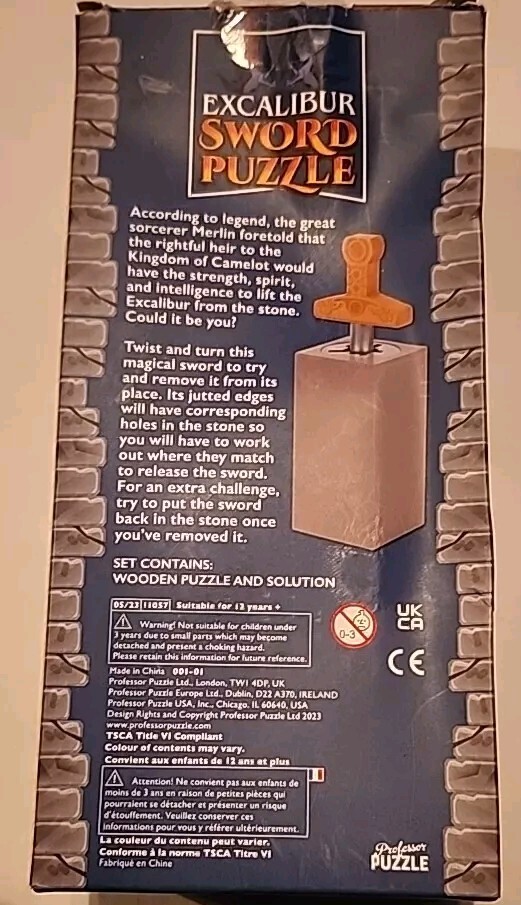 EXCALIBUR
SWORD
PUZZLE
According to legend, the great
sorcerer Merlin foretold that
the rightful heir to the
Kingdom of Camelot would
have the strength, spirit,
and intelligence to lift the
Excalibur from the stone.
Could it be you?
Twist and turn this
magical sword to try
and remove it from its
place. Its jutted edges
will have corresponding
holes in the stone so
you will have to work
out where they match
to release the sword.
For an extra challenge,
try to put the sword
back in the stone once
you've removed it.
SET CONTAINS:
WOODEN PUZZLE AND SOLUTION
05/23 11057 Suitable for 12 years +
Warning! Not suitable for children under
3 years due to small parts which may become
detached and present a choking hazard.
Please retain this information for future reference.
0-3
UK
CA
CE
Made in China 001-01
Professor Puzzle Ltd., London, TW1 4DP, UK
Professor Puzzle Europe Ltd., Dublin, D22 A370, IRELAND
Professor Puzzle USA, Inc., Chicago, IL 60640, USA
Design Rights and Copyright Professor Puzzle Ltd 2023
www.professorpuzzle.com
TSCA Title VI Compliant
Colour of contents may vary.
Convient aux enfants de 12 ans et plus
Attention! Ne convient pas aux enfants de
moins de 3 ans en raison de petites pièces qui
pourraient se détacher et présenter un risque
d'étouffement. Veuillez conserver ces
informations pour vous y référer ultérieurement.
La couleur du contenu peut varier.
Conforme à la norme TSCA Titre VI
Fabriqué en Chine
Professor
PUZZLE